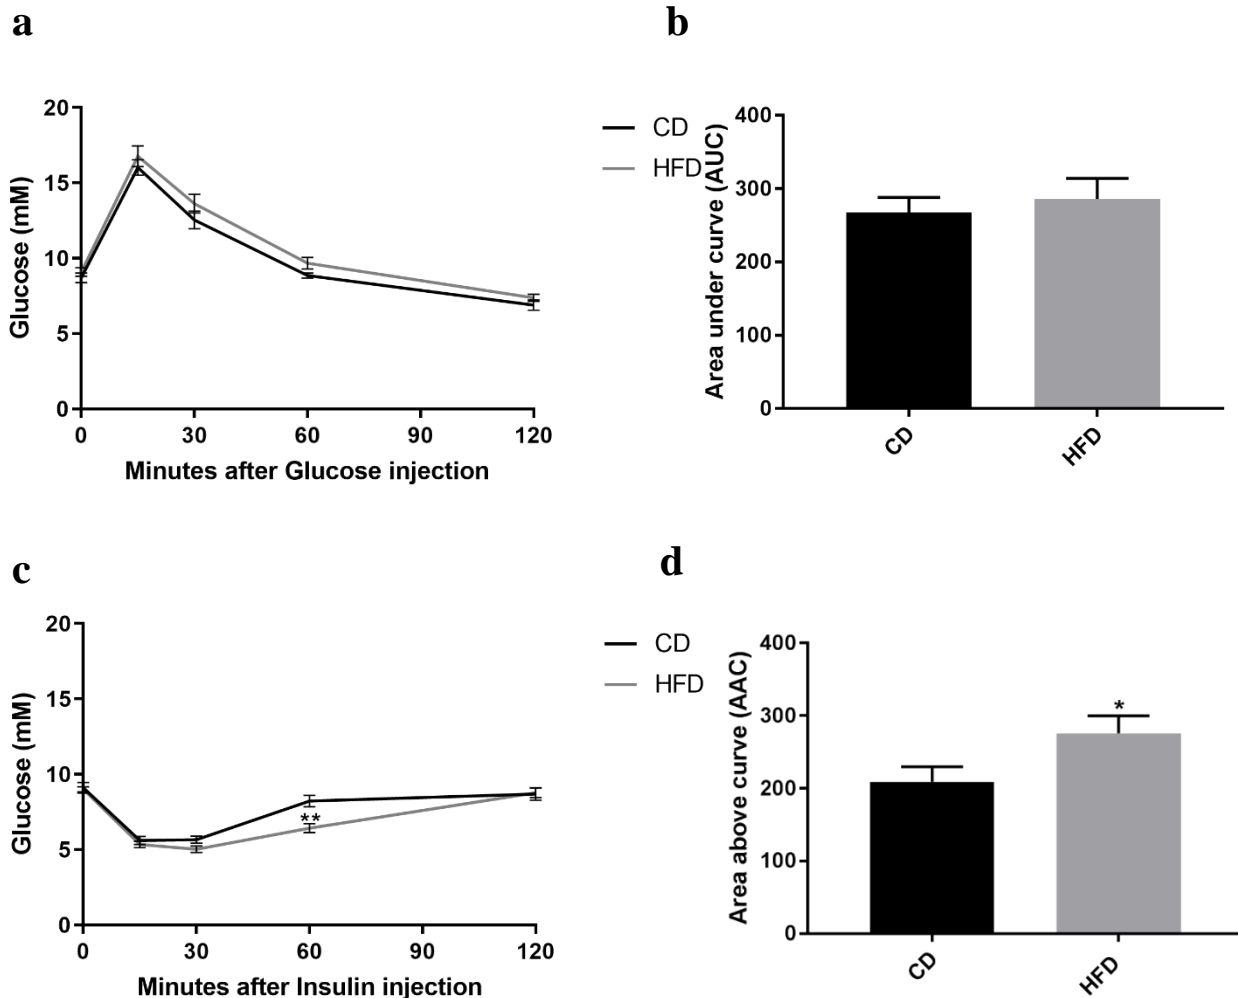 a
20
15
10
5
0
Glucose (mM)
0 30 60 90 120
Minutes after Glucose injection
CD
HFD
b
400
300
200
100
0
Area under curve (AUC)
CD HFD
c
20
15
10
5
0
Glucose (mM)
**
0 30 60 90 120
Minutes after Insulin injection
CD
HFD
d
400
300
200
100
0
Area above curve (AAC)
*
CD HFD